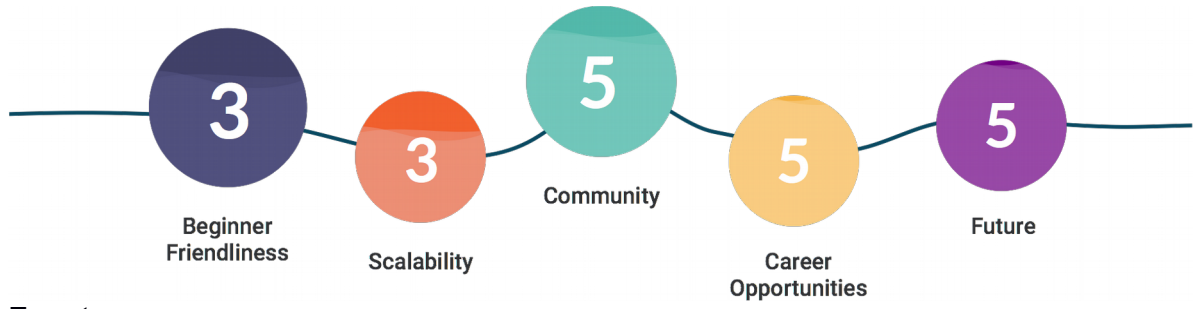 3
Beginner
Friendliness
3
Scalability
5
Community
5
Career
Opportunities
5
Future